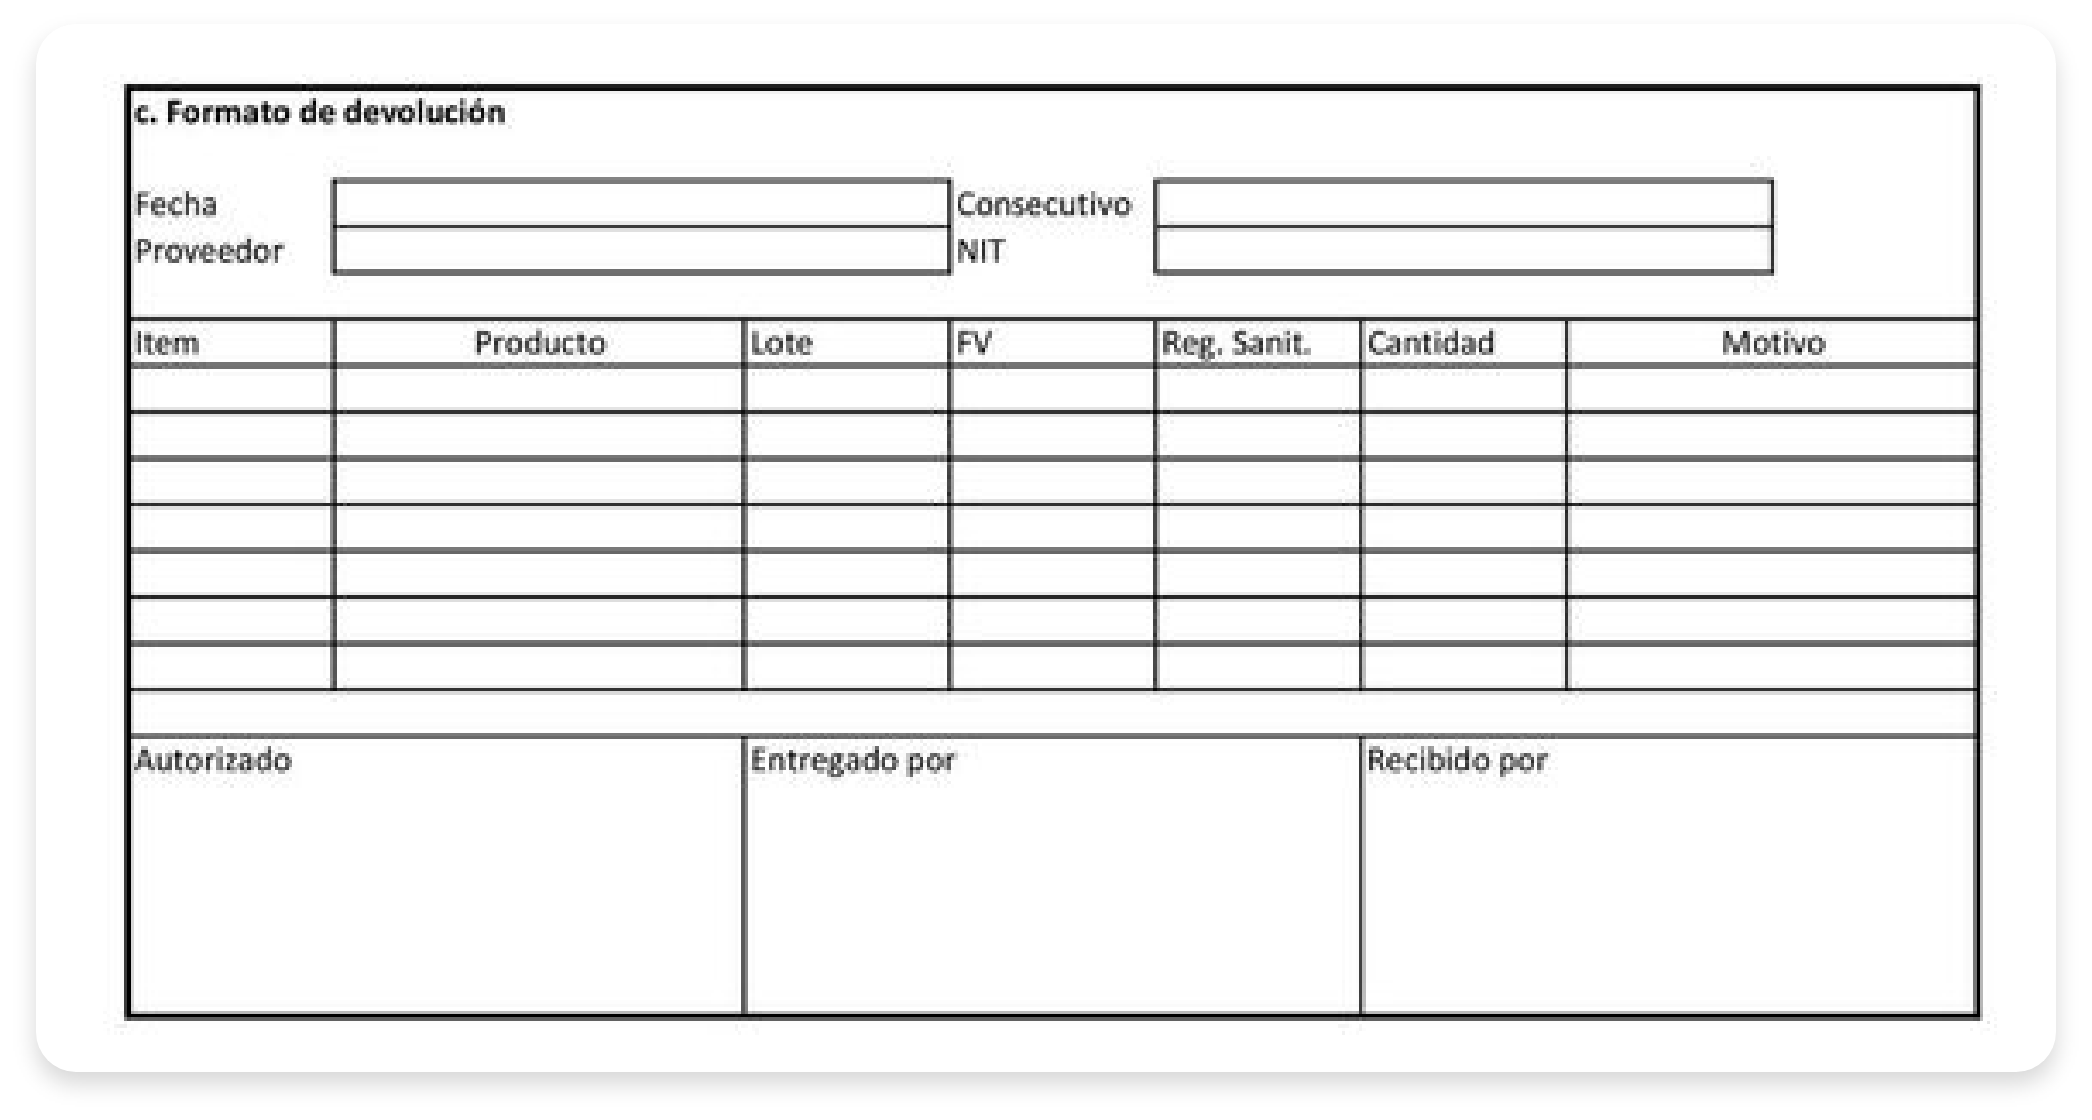 c. Formato de devolución
Fecha Consecutivo
Proveedor NIT
Item Producto Lote FV Reg. Sanit. Cantidad Motivo
Autorizado Entregado por Recibido por